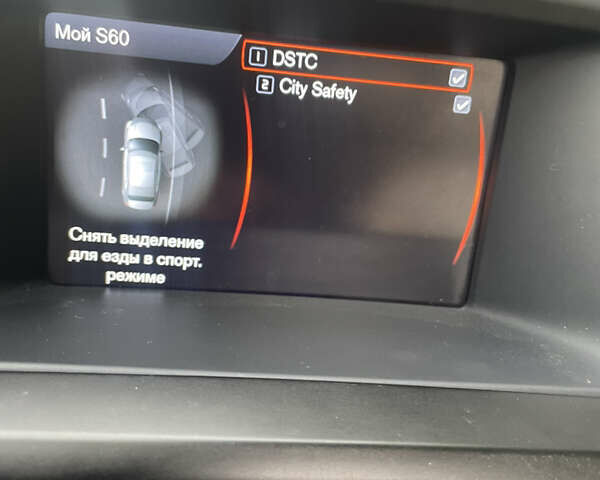 Мой S60
1 DSTC
2 City Safety
Снять выделение
для езды в спорт.
режиме